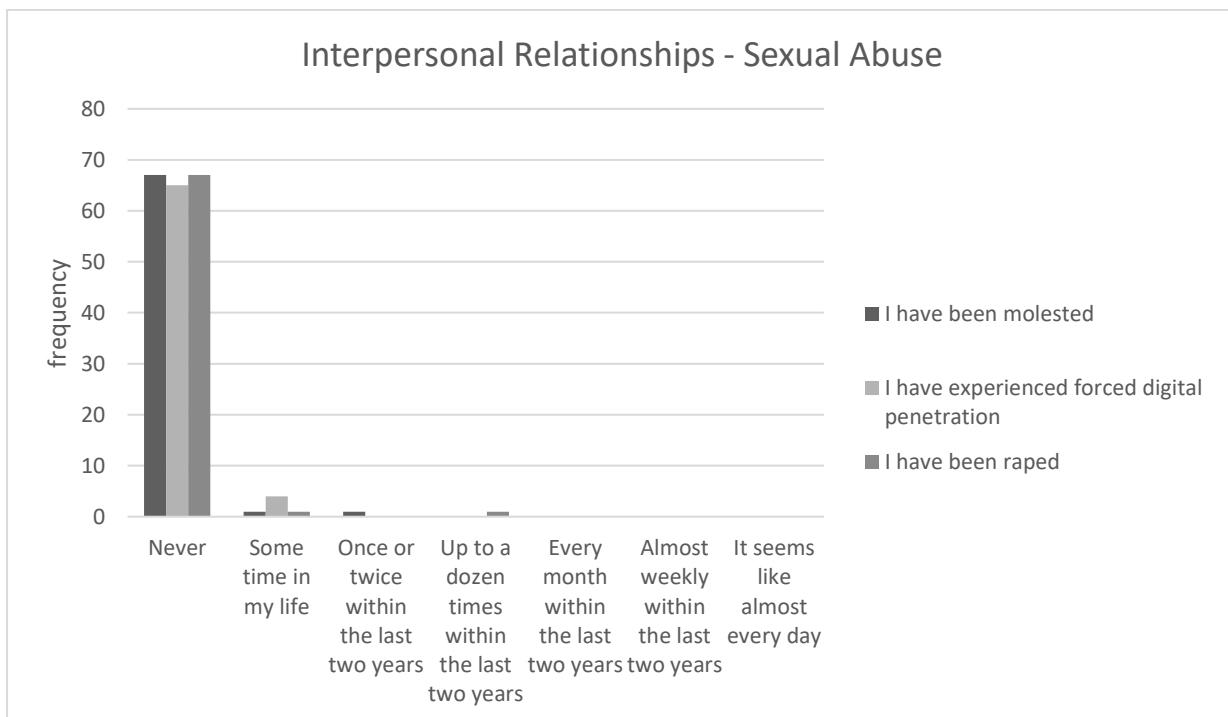 Interpersonal Relationships - Sexual Abuse
80
70
60
50
40
30
20
10
0
frequency
Never
Some
time in
my life
Once or
twice
within
the last
two years
Up to a
dozen
times
within
the last
two years
Every
month
within
the last
two years
Almost
weekly
within
the last
two years
It seems
like
almost
every day
I have been molested
I have experienced forced digital
penetration
I have been raped